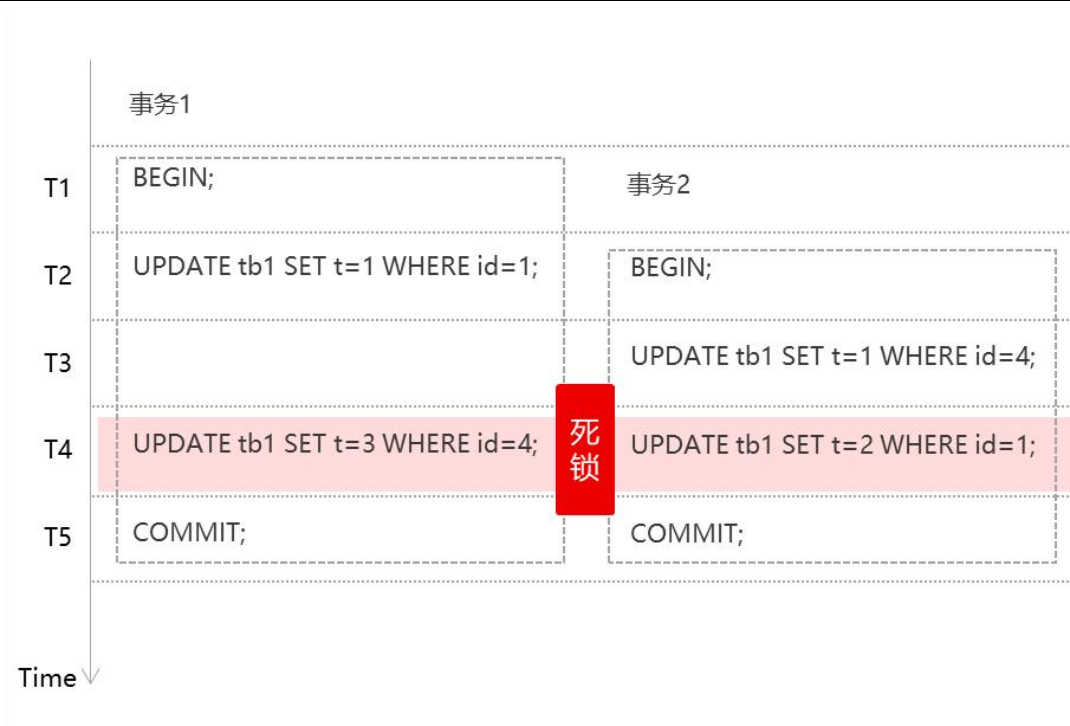 事务1
T1
BEGIN;
事务2
T2
UPDATE tb1 SET t=1 WHERE id=1;
BEGIN;
T3
UPDATE tb1 SET t=1 WHERE id=4;
T4
UPDATE tb1 SET t=3 WHERE id=4;
死
锁
UPDATE tb1 SET t=2 WHERE id=1;
T5
COMMIT;
COMMIT;
Time